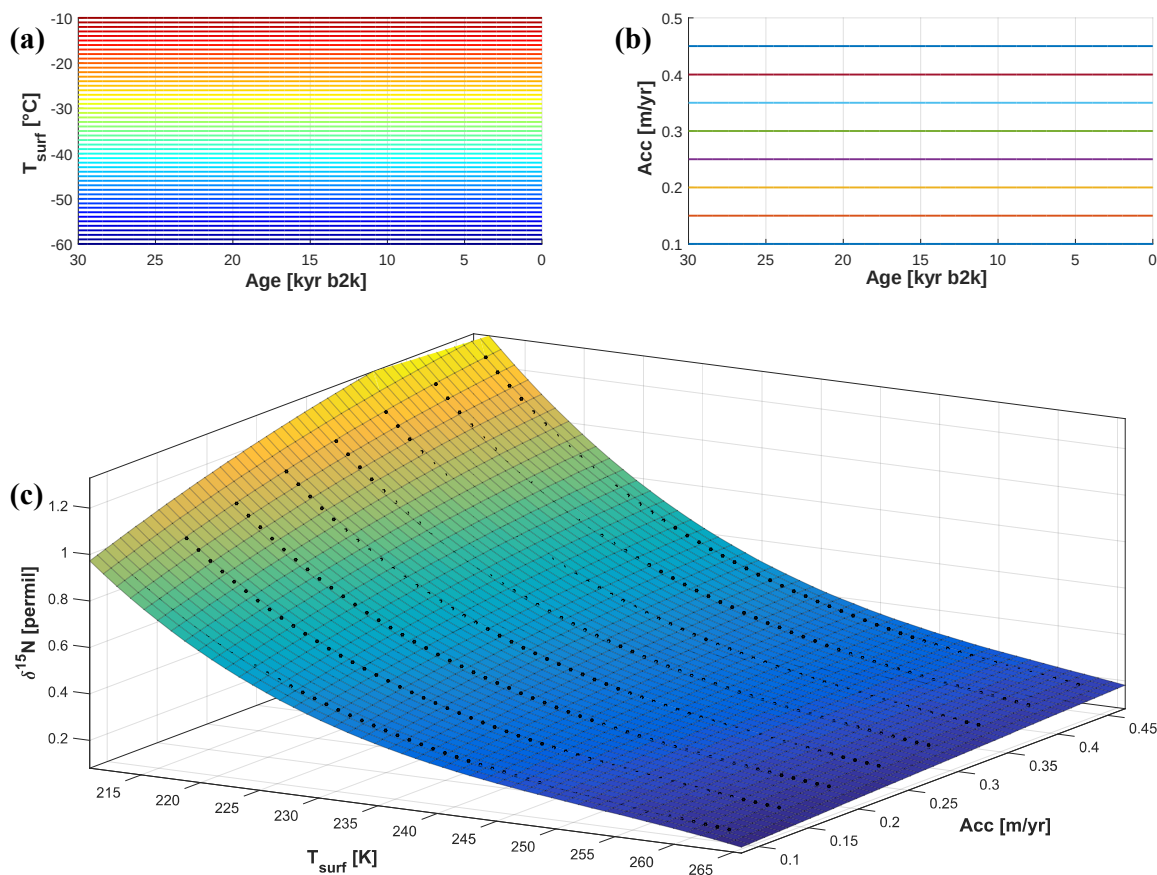 (a)
-10
-20
-30
-40
-50
-60
T_surf [°C]
30 25 20 15 10 5 0
Age [kyr b2k]
(b)
0.5
0.4
0.3
0.2
0.1
Acc [m/yr]
30 25 20 15 10 5 0
Age [kyr b2k]
(c)
1.2
1
0.8
0.6
0.4
0.2
δ¹⁵N [permil]
215 220 225 230 235 240 245 250 255 260 265
T_surf [K]
0.1 0.15 0.2 0.25 0.3 0.35 0.4 0.45
Acc [m/yr]